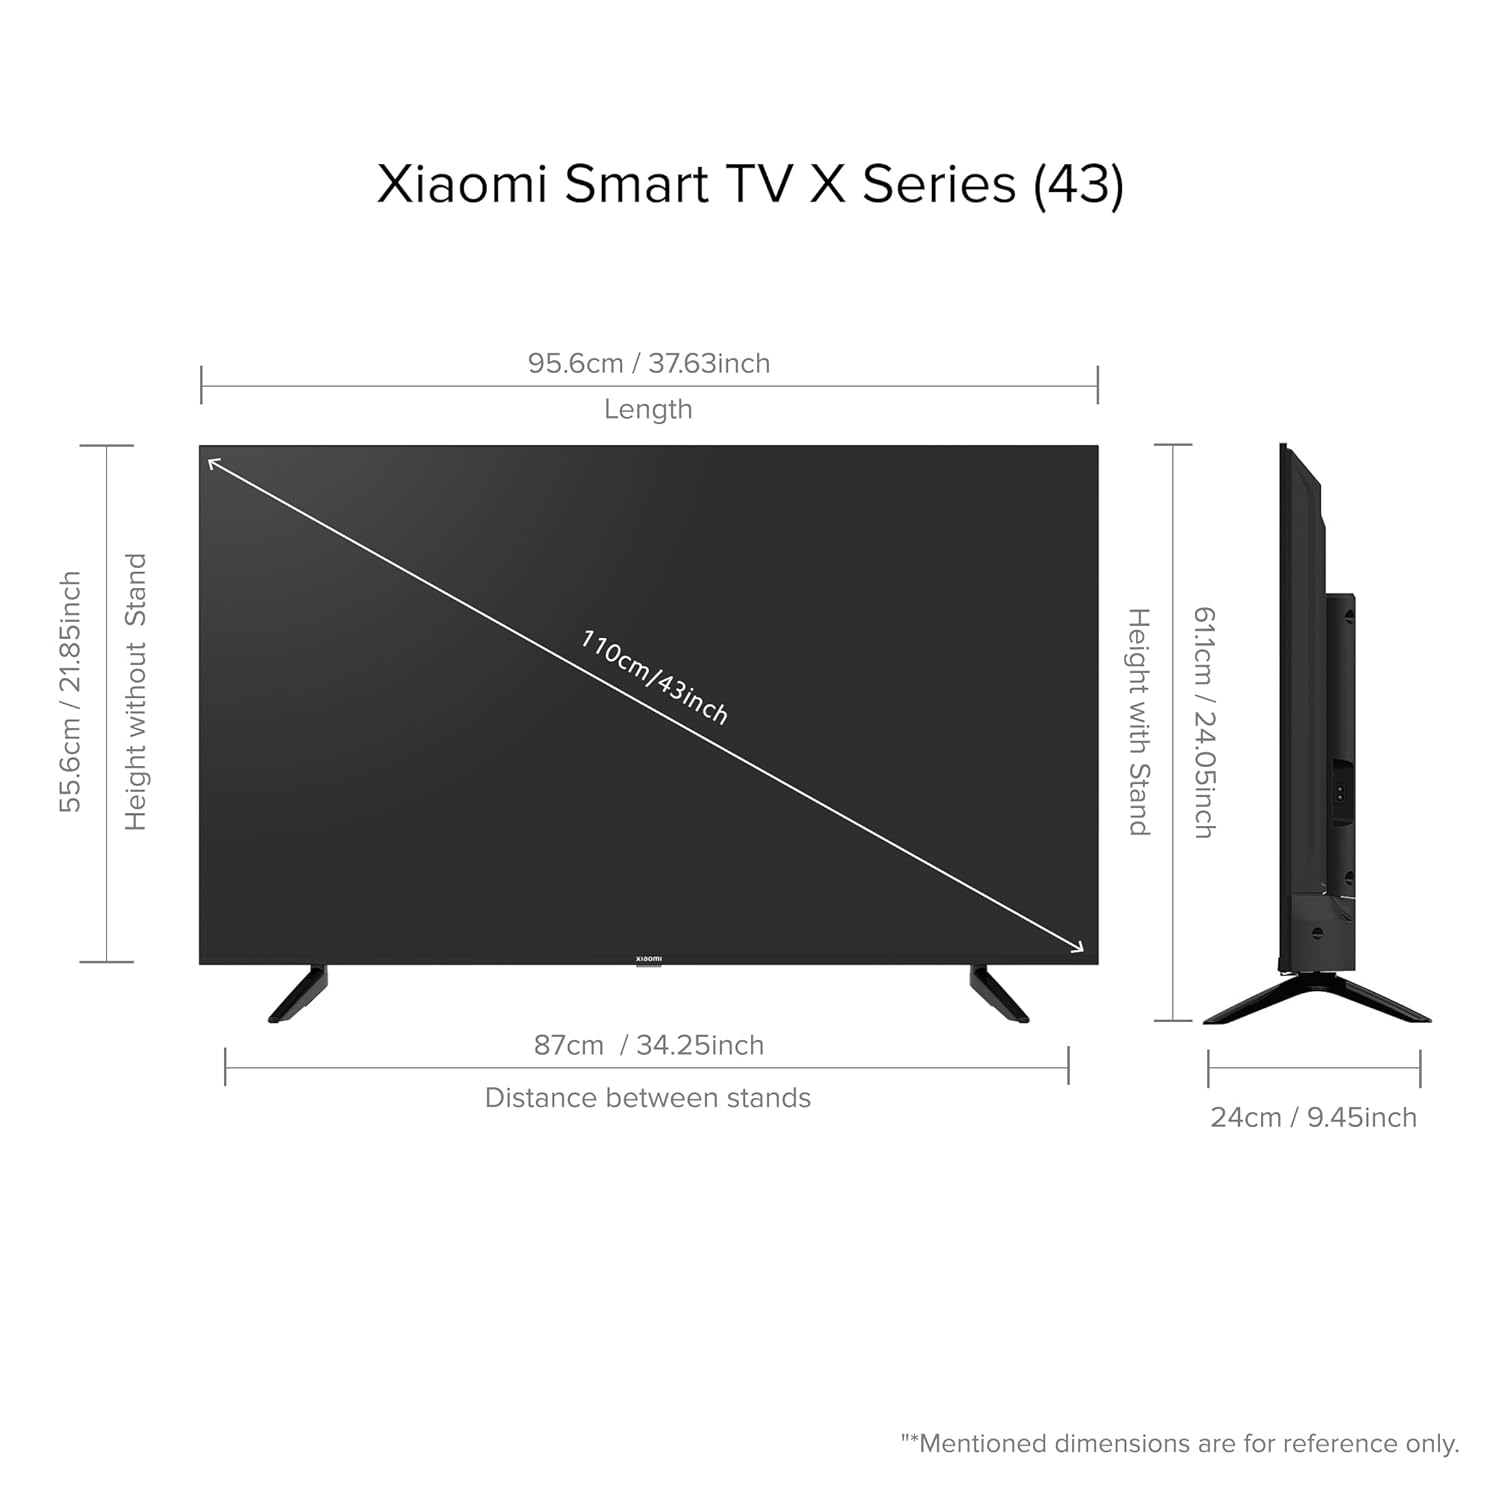 Xiaomi Smart TV X Series (43)
95.6cm / 37.63inch
Length
55.6cm / 21.85inch
Height without Stand
110cm/43inch
Height with Stand
61.1cm / 24.05inch
xiaomi
87cm / 34.25inch
Distance between stands
24cm / 9.45inch
"*Mentioned dimensions are for reference only.